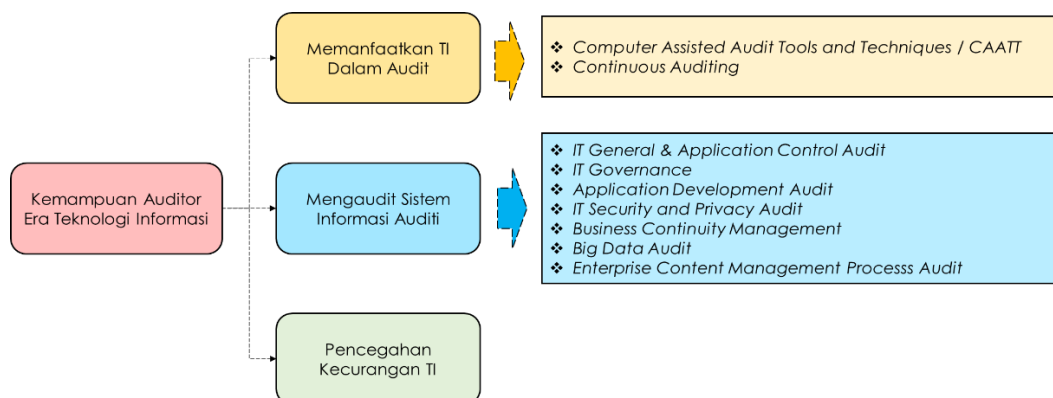 Memanfaatkan TI
Dalam Audit
❖ Computer Assisted Audit Tools and Techniques / CAATT
❖ Continuous Auditing
Kemampuan Auditor
Era Teknologi Informasi
Mengaudit Sistem
Informasi Auditi
❖ IT General & Application Control Audit
❖ IT Governance
❖ Application Development Audit
❖ IT Security and Privacy Audit
❖ Business Continuity Management
❖ Big Data Audit
❖ Enterprise Content Management Processs Audit
Pencegahan
Kecurangan TI